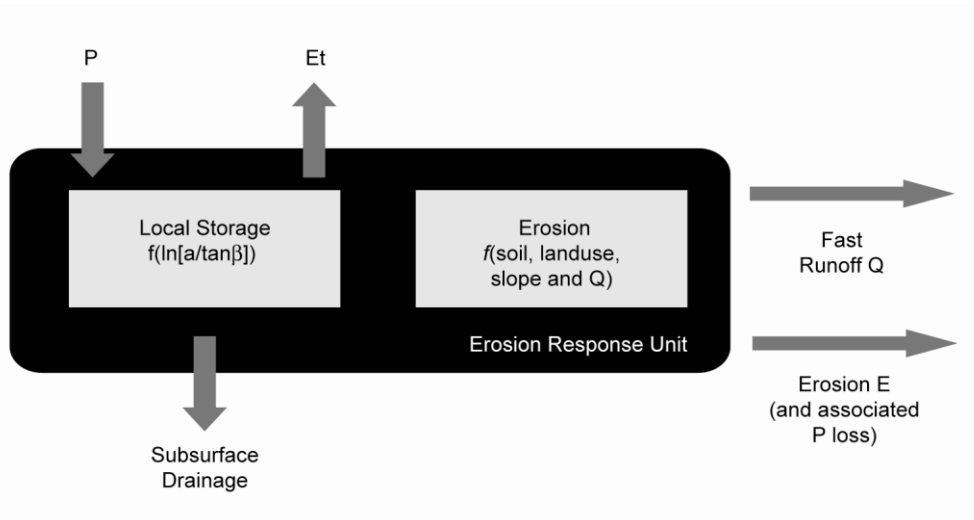 P
Et
Local Storage
f(ln[a/tanβ])
Erosion
f(soil, landuse,
slope and Q)
Erosion Response Unit
Fast
Runoff Q
Erosion E
(and associated
P loss)
Subsurface
Drainage